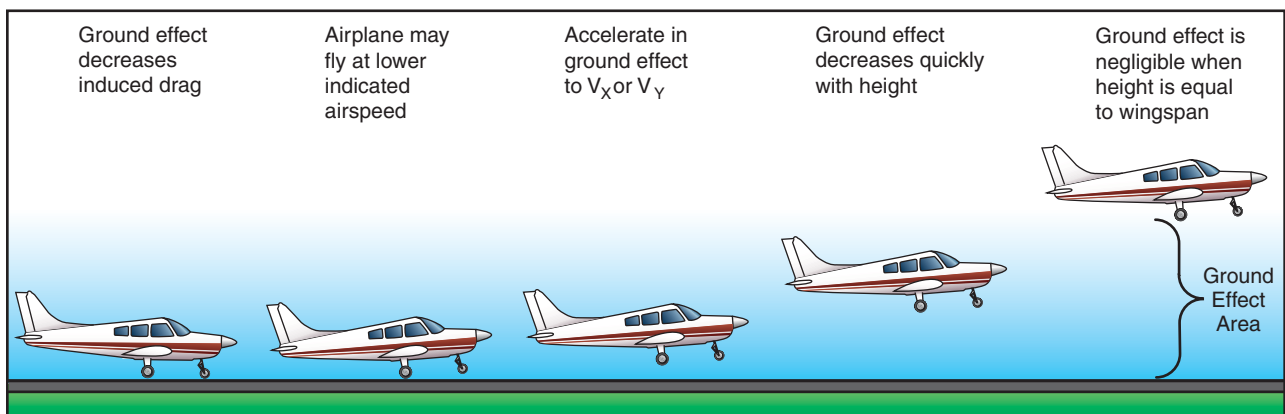 Ground effect
decreases
induced drag
Airplane may
fly at lower
indicated
airspeed
Accelerate in
ground effect
to VX or VY
Ground effect
decreases quickly
with height
Ground effect is
negligible when
height is equal
to wingspan
Ground
Effect
Area